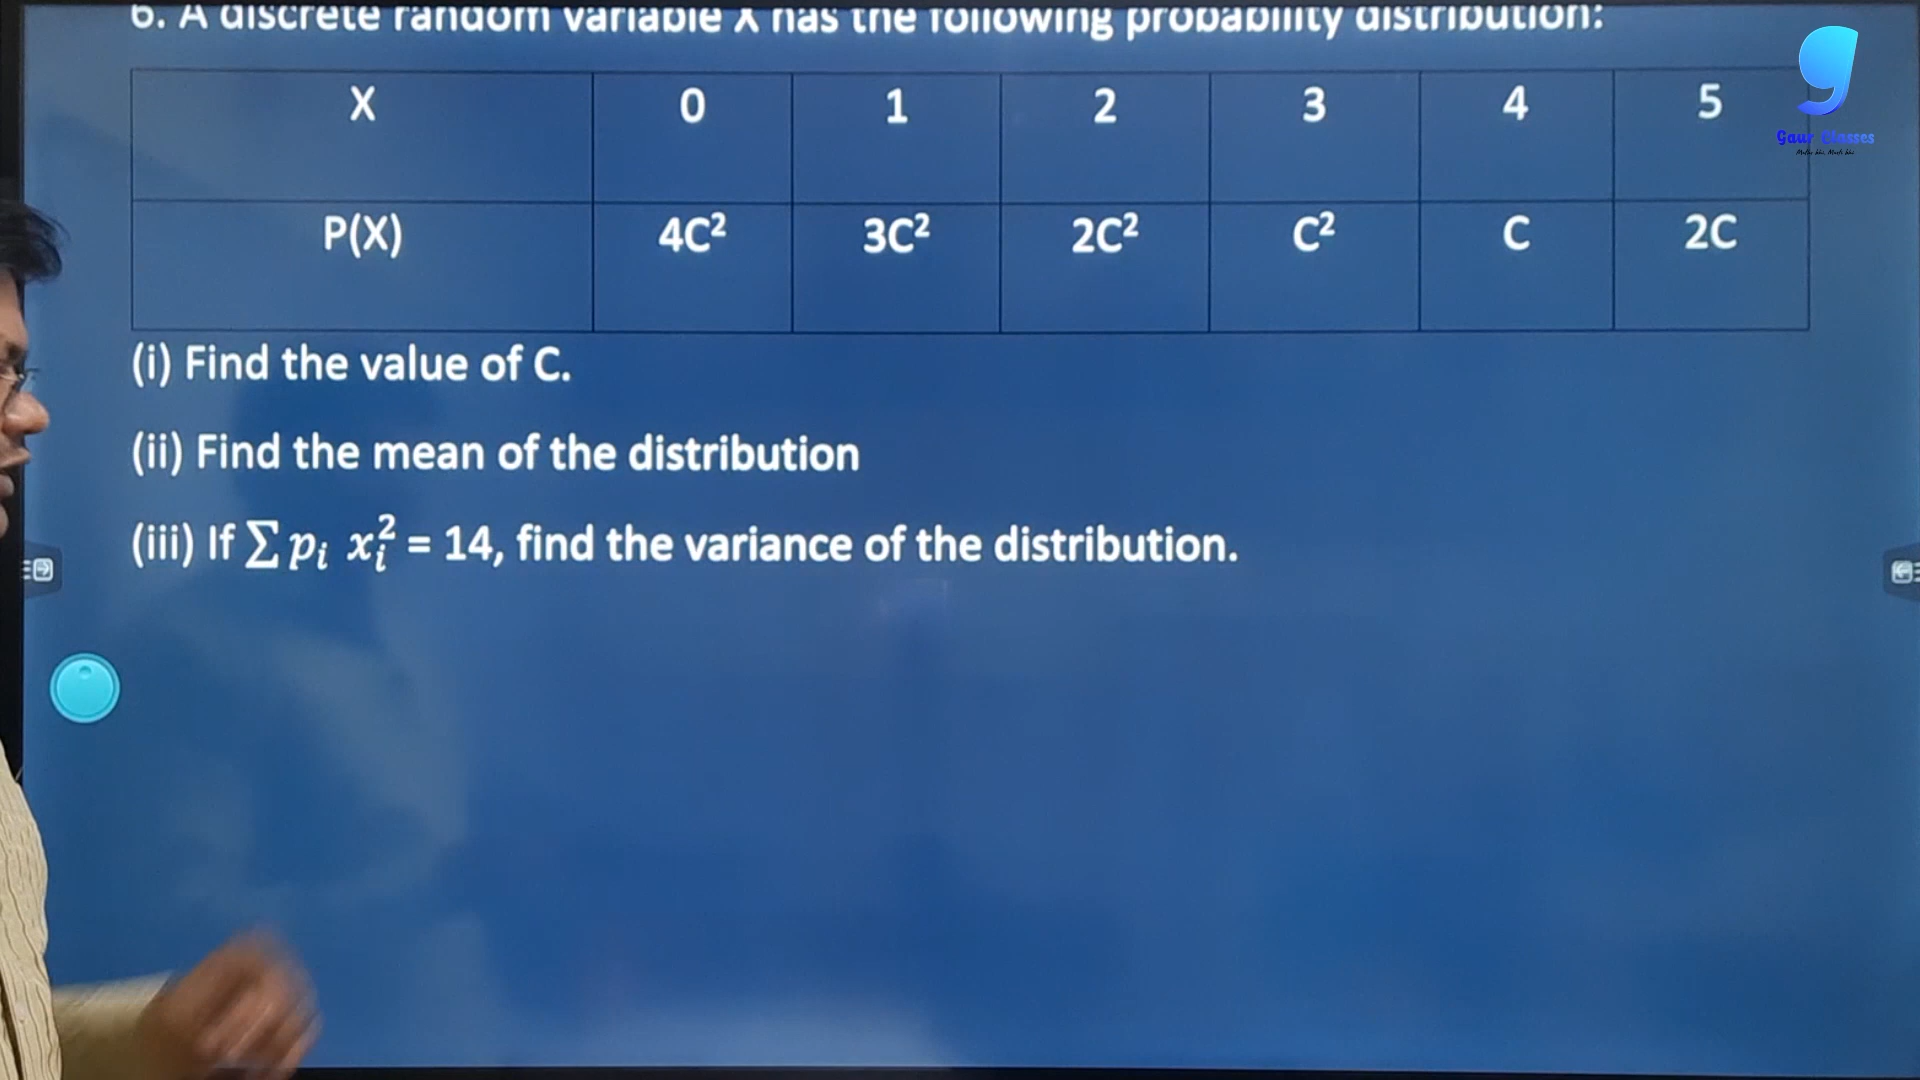 6. A discrete random variable X has the following probability distribution:
X 0 1 2 3 4 5
P(X) 4C² 3C² 2C² C² C 2C
(i) Find the value of C.
(ii) Find the mean of the distribution
(iii) If ∑ pᵢ xᵢ² = 14, find the variance of the distribution.
Gaur Classes